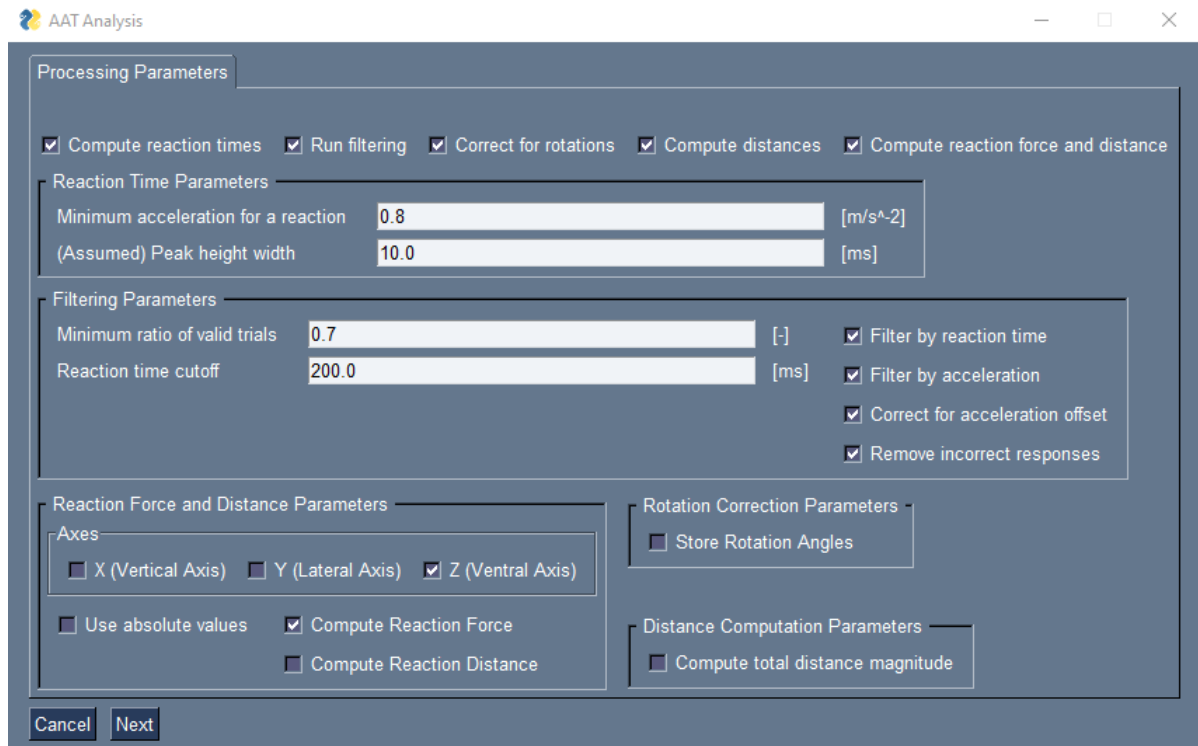 AAT Analysis
Processing Parameters
Compute reaction times Run filtering Correct for rotations Compute distances Compute reaction force and distance
Reaction Time Parameters
Minimum acceleration for a reaction 0.8 [m/s^-2]
(Assumed) Peak height width 10.0 [ms]
Filtering Parameters
Minimum ratio of valid trials 0.7 [-] Filter by reaction time
Reaction time cutoff 200.0 [ms] Filter by acceleration
Correct for acceleration offset
Remove incorrect responses
Reaction Force and Distance Parameters
Axes
X (Vertical Axis) Y (Lateral Axis) Z (Ventral Axis)
Use absolute values Compute Reaction Force
Compute Reaction Distance
Rotation Correction Parameters
Store Rotation Angles
Distance Computation Parameters
Compute total distance magnitude
Cancel Next